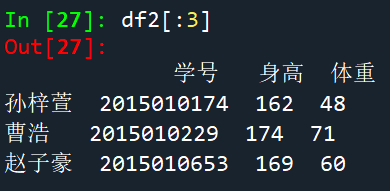 In [27]: df2[:3]
Out[27]:
学号 身高 体重
孙梓萱 2015010174 162 48
曹浩 2015010229 174 71
赵子豪 2015010653 169 60